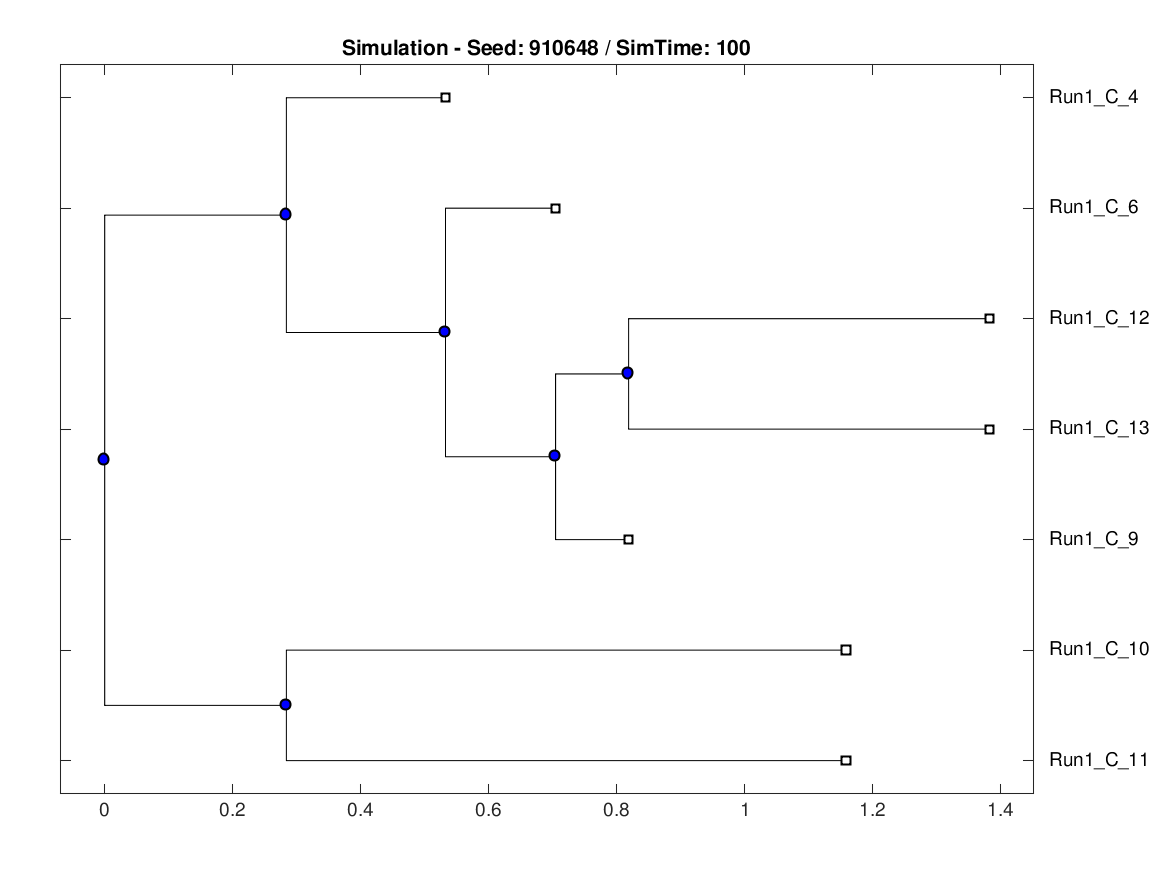 Simulation - Seed: 910648 / SimTime: 100
Run1_C_4
Run1_C_6
Run1_C_12
Run1_C_13
Run1_C_9
Run1_C_10
Run1_C_11
0 0.2 0.4 0.6 0.8 1 1.2 1.4